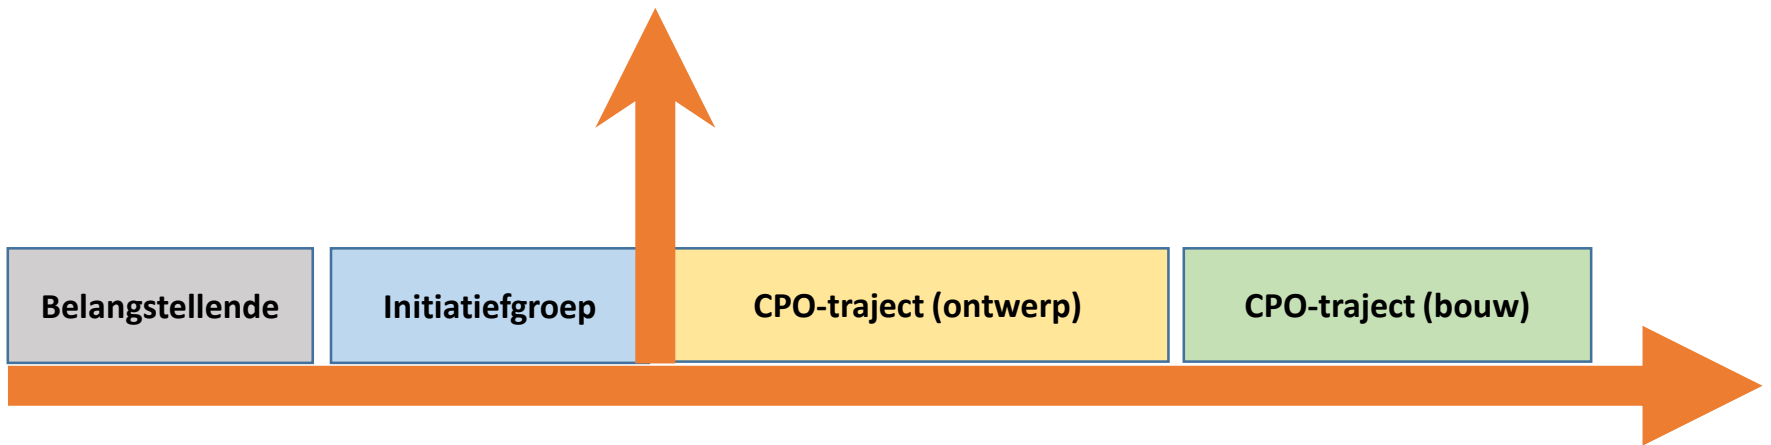 Belangstellende
Initiatiefgroep
CPO-traject (ontwerp)
CPO-traject (bouw)